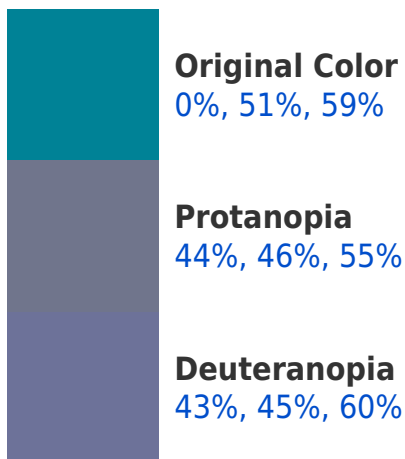 Original Color
0%, 51%, 59%
Protanopia
44%, 46%, 55%
Deuteranopia
43%, 45%, 60%